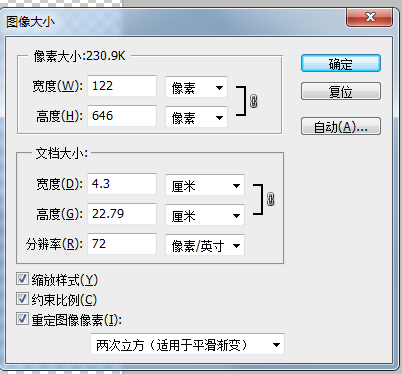 图像大小
像素大小:230.9K
宽度(W): 122 像素
高度(H): 646 像素
文档大小:
宽度(D): 4.3 厘米
高度(G): 22.79 厘米
分辨率(R): 72 像素/英寸
缩放样式(Y)
约束比例(C)
重定图像像素(I):
两次立方（适用于平滑渐变）
确定
复位
自动(A)...